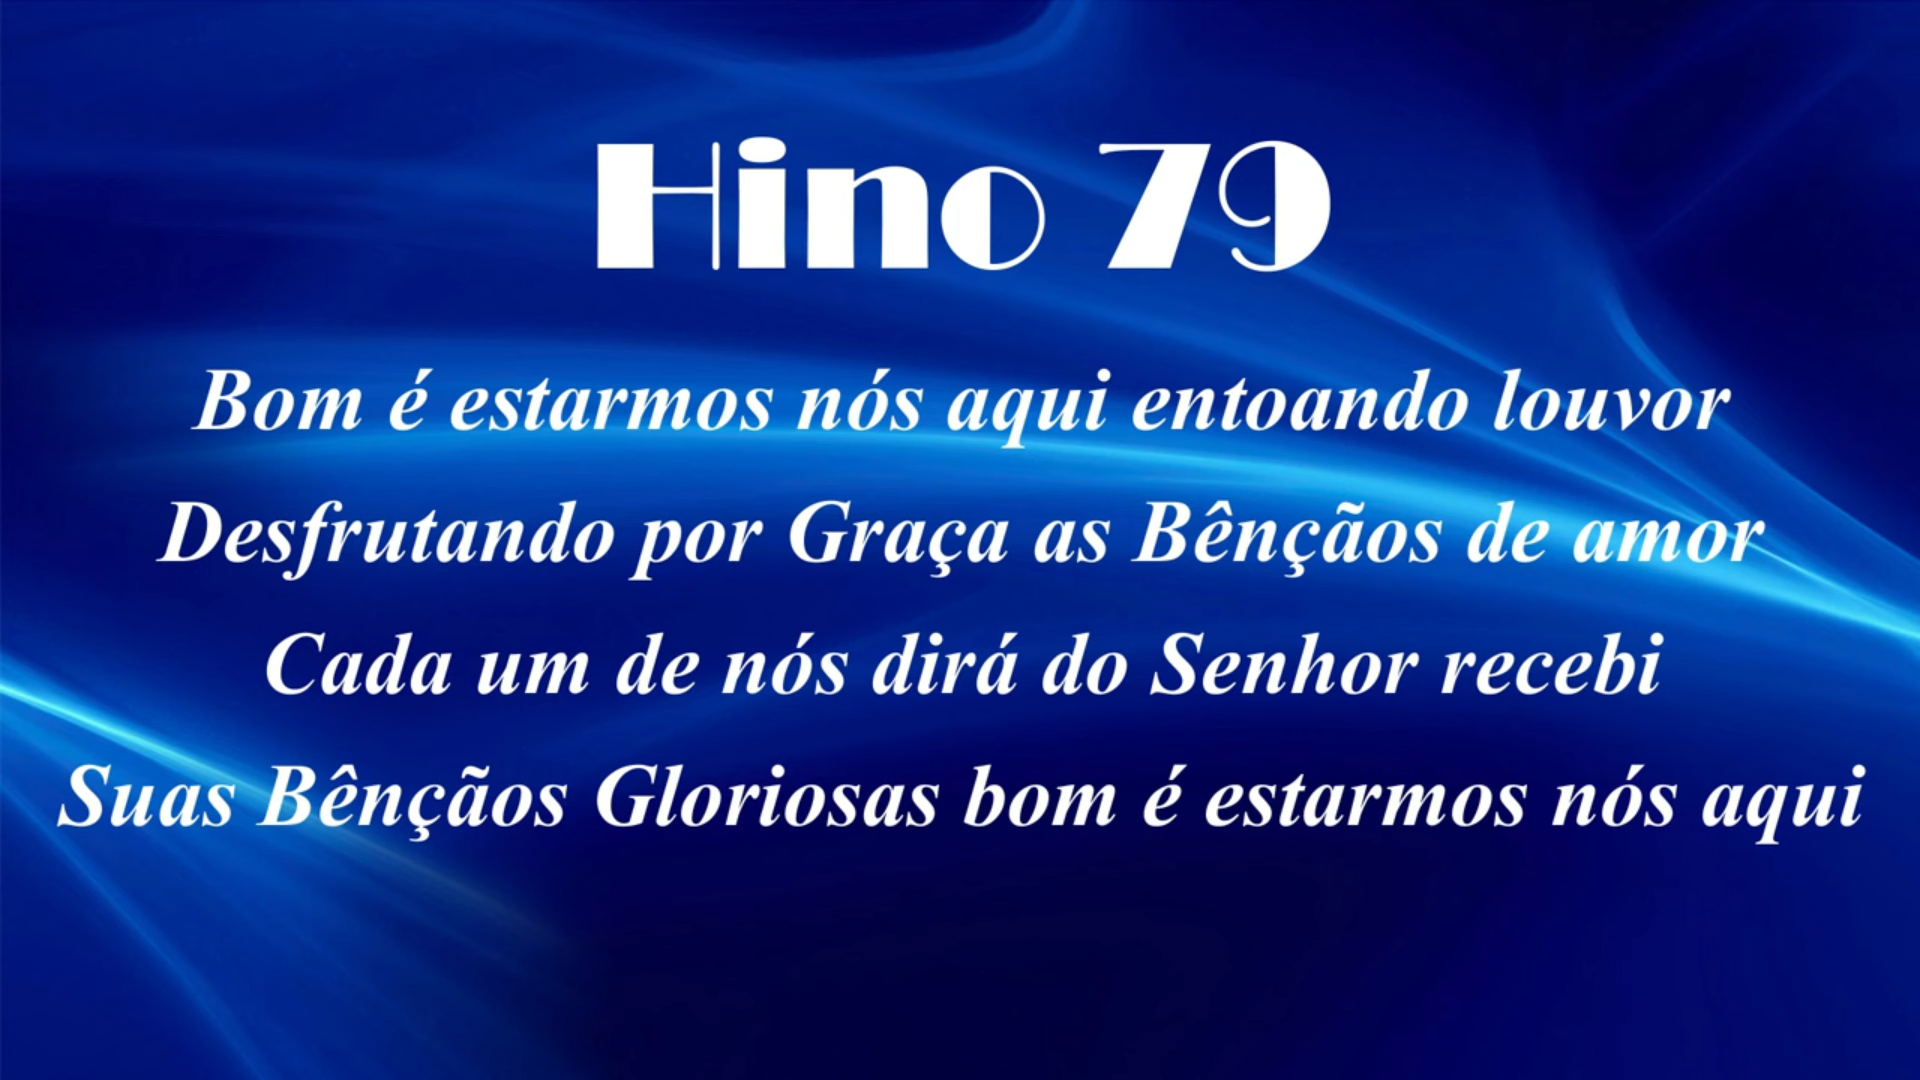 Hino 79
Bom é estarmos nós aqui entoando louvor
Desfrutando por Graça as Bênçãos de amor
Cada um de nós dirá do Senhor recebi
Suas Bênçãos Gloriosas bom é estarmos nós aqui